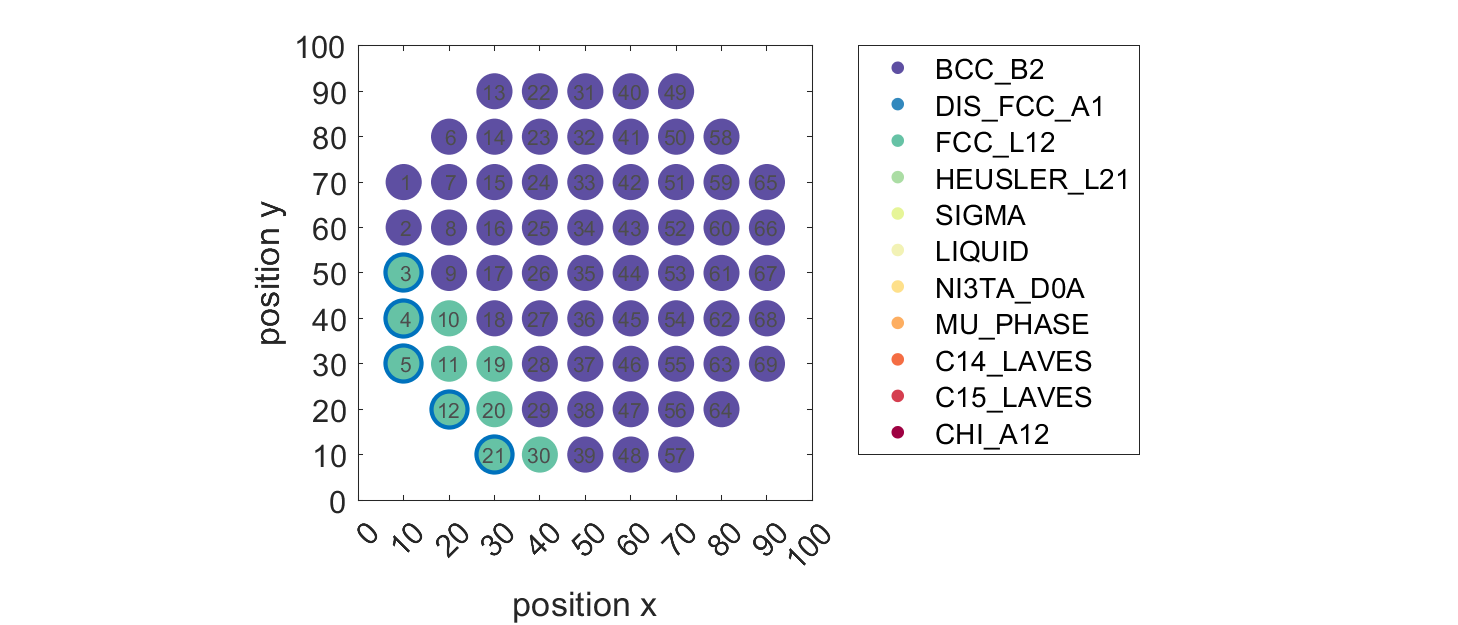 100
90
80
70
60
50
40
30
20
10
0
position y
13 22 31 40 49
6 14 23 32 41 50 58
1 7 15 24 33 42 51 59 65
2 8 16 25 34 43 52 60 66
3 9 17 26 35 44 53 61 67
4 10 18 27 36 45 54 62 68
5 11 19 28 37 46 55 63 69
12 20 29 38 47 56 64
21 30 39 48 57
0 10 20 30 40 50 60 70 80 90 100
position x
BCC_B2
DIS_FCC_A1
FCC_L12
HEUSLER_L21
SIGMA
LIQUID
NI3TA_D0A
MU_PHASE
C14_LAVES
C15_LAVES
CHI_A12